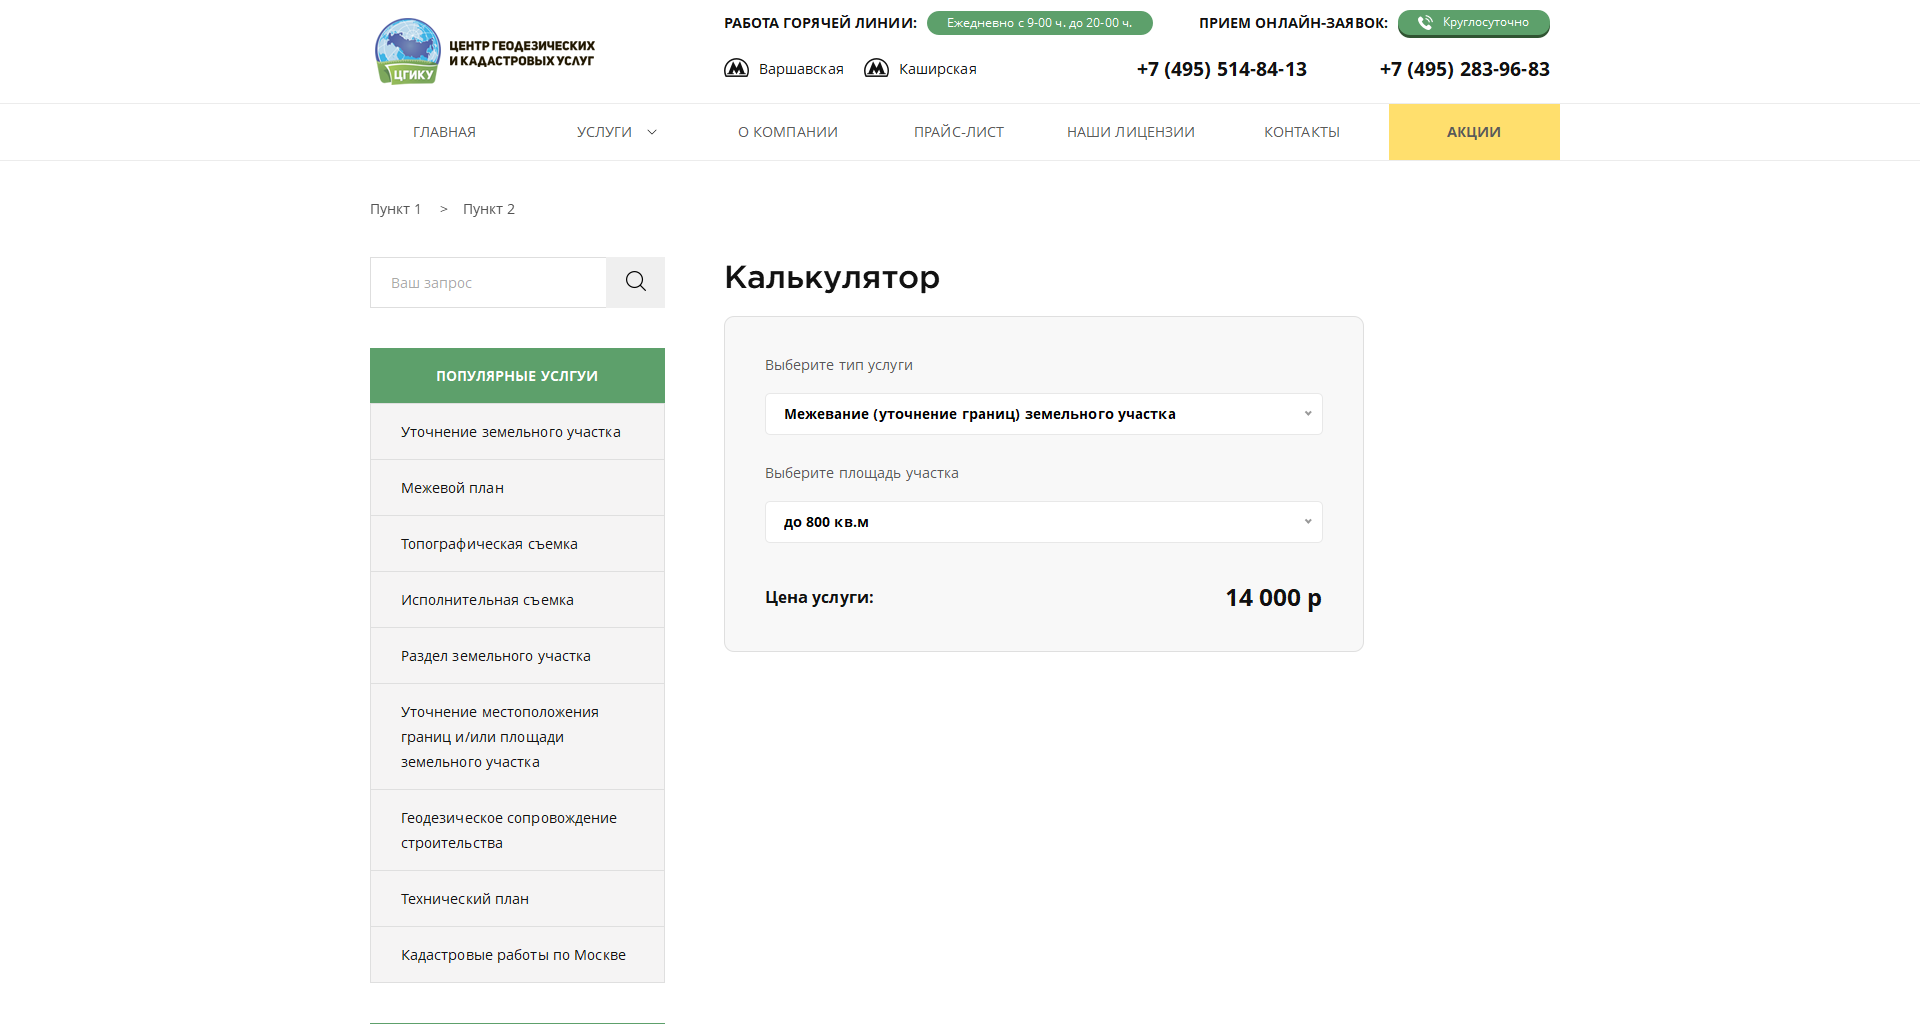 ЦГИКУ
ЦЕНТР ГЕОДЕЗИЧЕСКИХ
И КАДАСТРОВЫХ УСЛУГ
РАБОТА ГОРЯЧЕЙ ЛИНИИ: Ежедневно с 9-00 ч. до 20-00 ч.
ПРИЕМ ОНЛАЙН-ЗАЯВОК: Круглосуточно
Варшавская Каширская +7 (495) 514-84-13 +7 (495) 283-96-83
ГЛАВНАЯ УСЛУГИ О КОМПАНИИ ПРАЙС-ЛИСТ НАШИ ЛИЦЕНЗИИ КОНТАКТЫ АКЦИИ
Пункт 1 > Пункт 2
Ваш запрос
ПОПУЛЯРНЫЕ УСЛГУИ
Уточнение земельного участка
Межевой план
Топографическая съемка
Исполнительная съемка
Раздел земельного участка
Уточнение местоположения
границ и/или площади
земельного участка
Геодезическое сопровождение
строительства
Технический план
Кадастровые работы по Москве
Калькулятор
Выберите тип услуги
Межевание (уточнение границ) земельного участка
Выберите площадь участка
до 800 кв.м
Цена услуги: 14 000 р